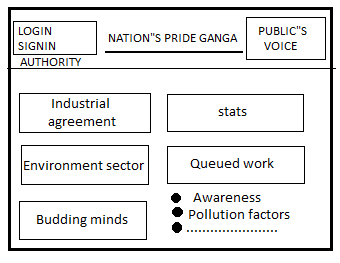 LOGIN
SIGNIN
AUTHORITY
NATION"S PRIDE GANGA
PUBLIC"S
VOICE
Industrial
agreement
stats
Environment sector
Queued work
Budding minds
Awareness
Pollution factors